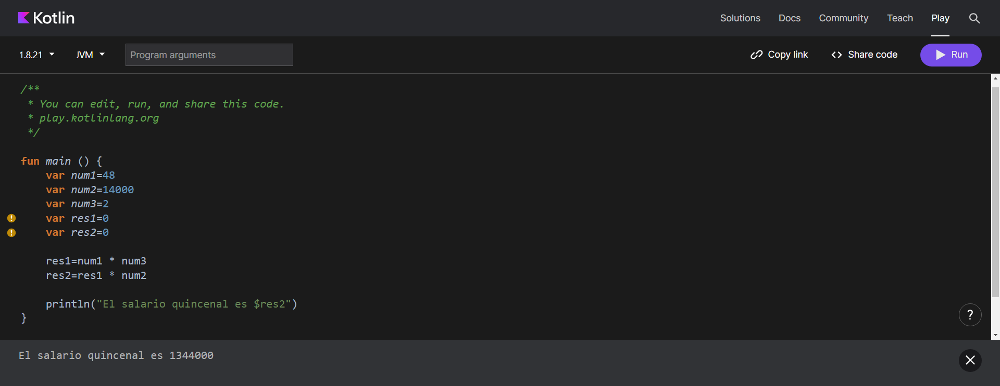 Kotlin
Solutions Docs Community Teach Play
1.8.21 JVM Program arguments Copy link <> Share code Run
/**
* You can edit, run, and share this code.
* play.kotlinlang.org
*/
fun main () {
var num1=48
var num2=14000
var num3=2
var res1=0
var res2=0
res1=num1 * num3
res2=res1 * num2
println("El salario quincenal es $res2")
}
?
El salario quincenal es 1344000